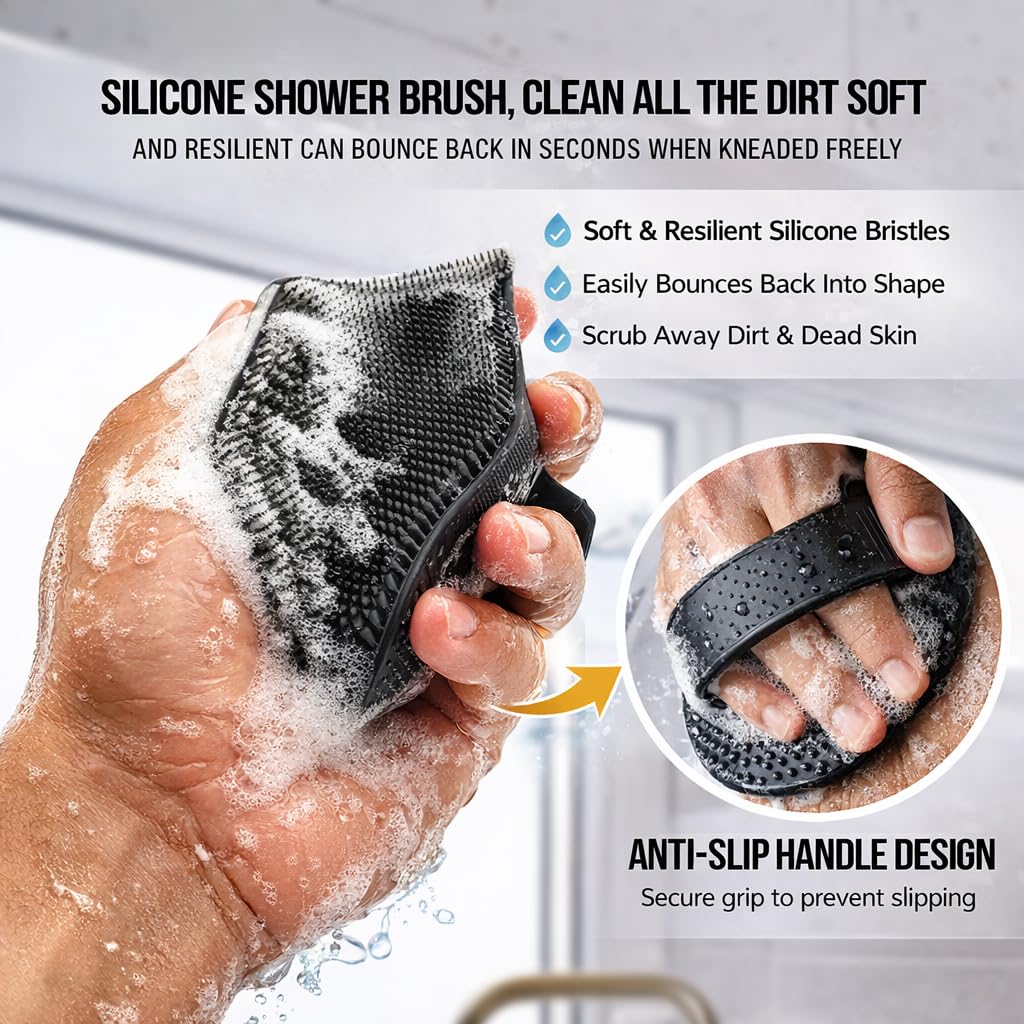 SILICONE SHOWER BRUSH, CLEAN ALL THE DIRT SOFT
AND RESILIENT CAN BOUNCE BACK IN SECONDS WHEN KNEADED FREELY
Soft & Resilient Silicone Bristles
Easily Bounces Back Into Shape
Scrub Away Dirt & Dead Skin
ANTI-SLIP HANDLE DESIGN
Secure grip to prevent slipping